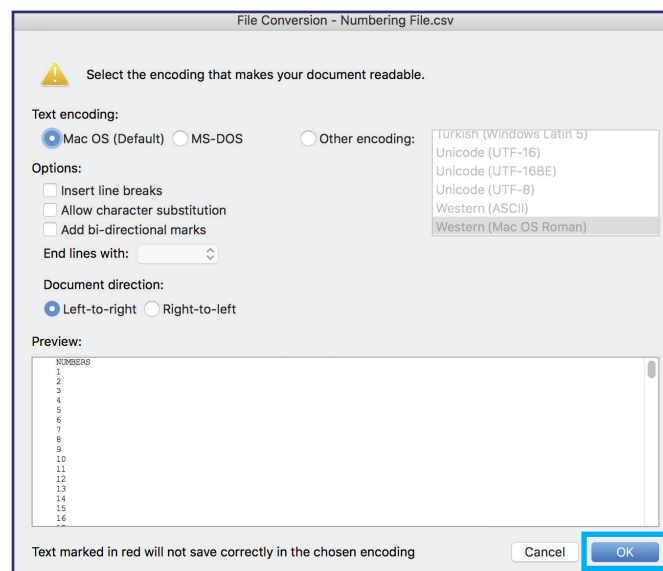 File Conversion - Numbering File.csv
Select the encoding that makes your document readable.
Text encoding:
Mac OS (Default) MS-DOS Other encoding:
Turkish (Windows Latin 5)
Unicode (UTF-16)
Unicode (UTF-16BE)
Unicode (UTF-8)
Western (ASCII)
Western (Mac OS Roman)
Options:
Insert line breaks
Allow character substitution
Add bi-directional marks
End lines with:
Document direction:
Left-to-right Right-to-left
Preview:
NUMBERS
1
2
3
4
5
6
7
8
9
10
11
12
13
14
15
16
Text marked in red will not save correctly in the chosen encoding
Cancel OK